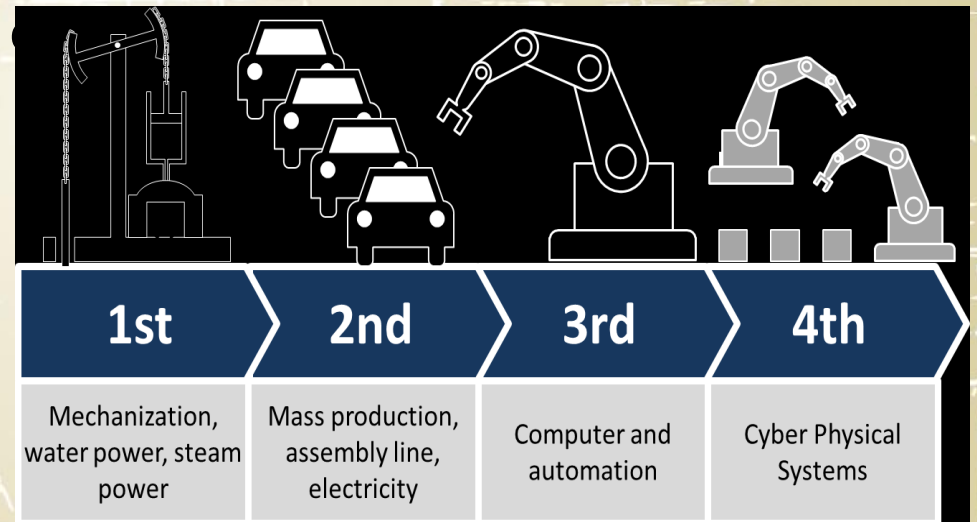 1st
2nd
3rd
4th
Mechanization,
water power, steam
power
Mass production,
assembly line,
electricity
Computer and
automation
Cyber Physical
Systems